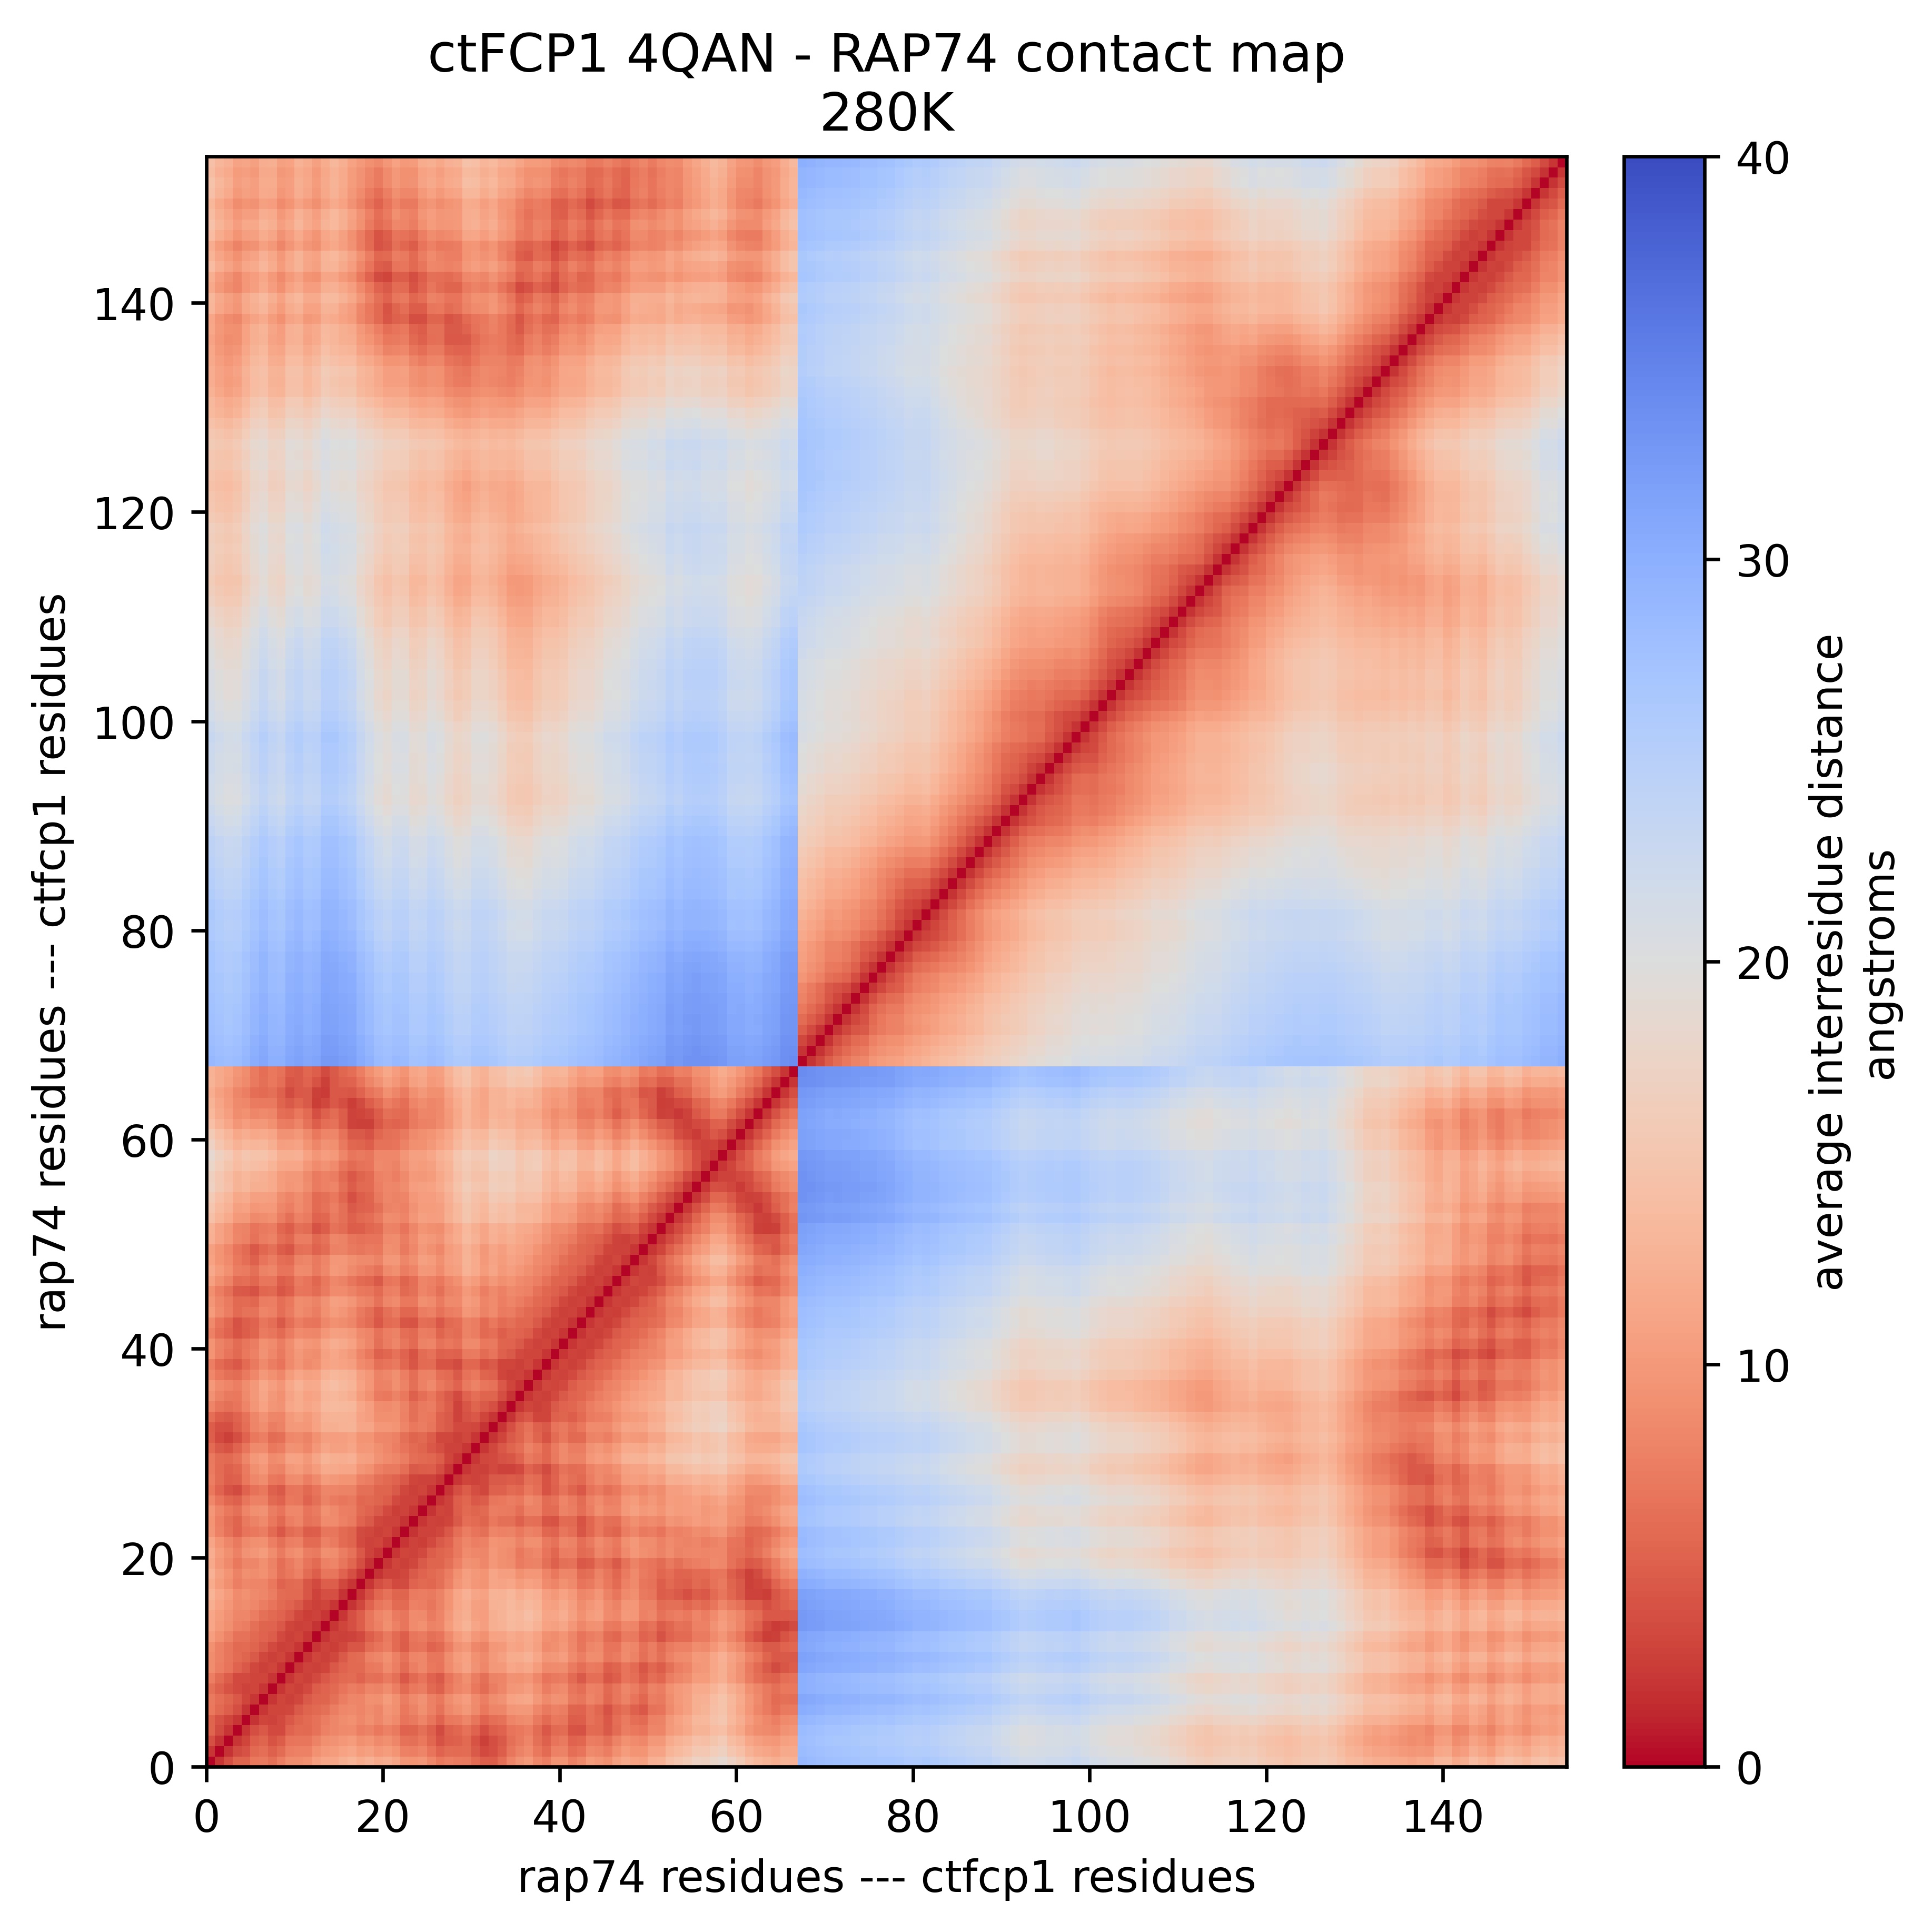 ctFCP1 4QAN - RAP74 contact map
280K
rap74 residues --- ctfcp1 residues
140
120
100
80
60
40
20
0
0 20 40 60 80 100 120 140
rap74 residues --- ctfcp1 residues
40
30
20
10
0
average interresidue distance
angstroms